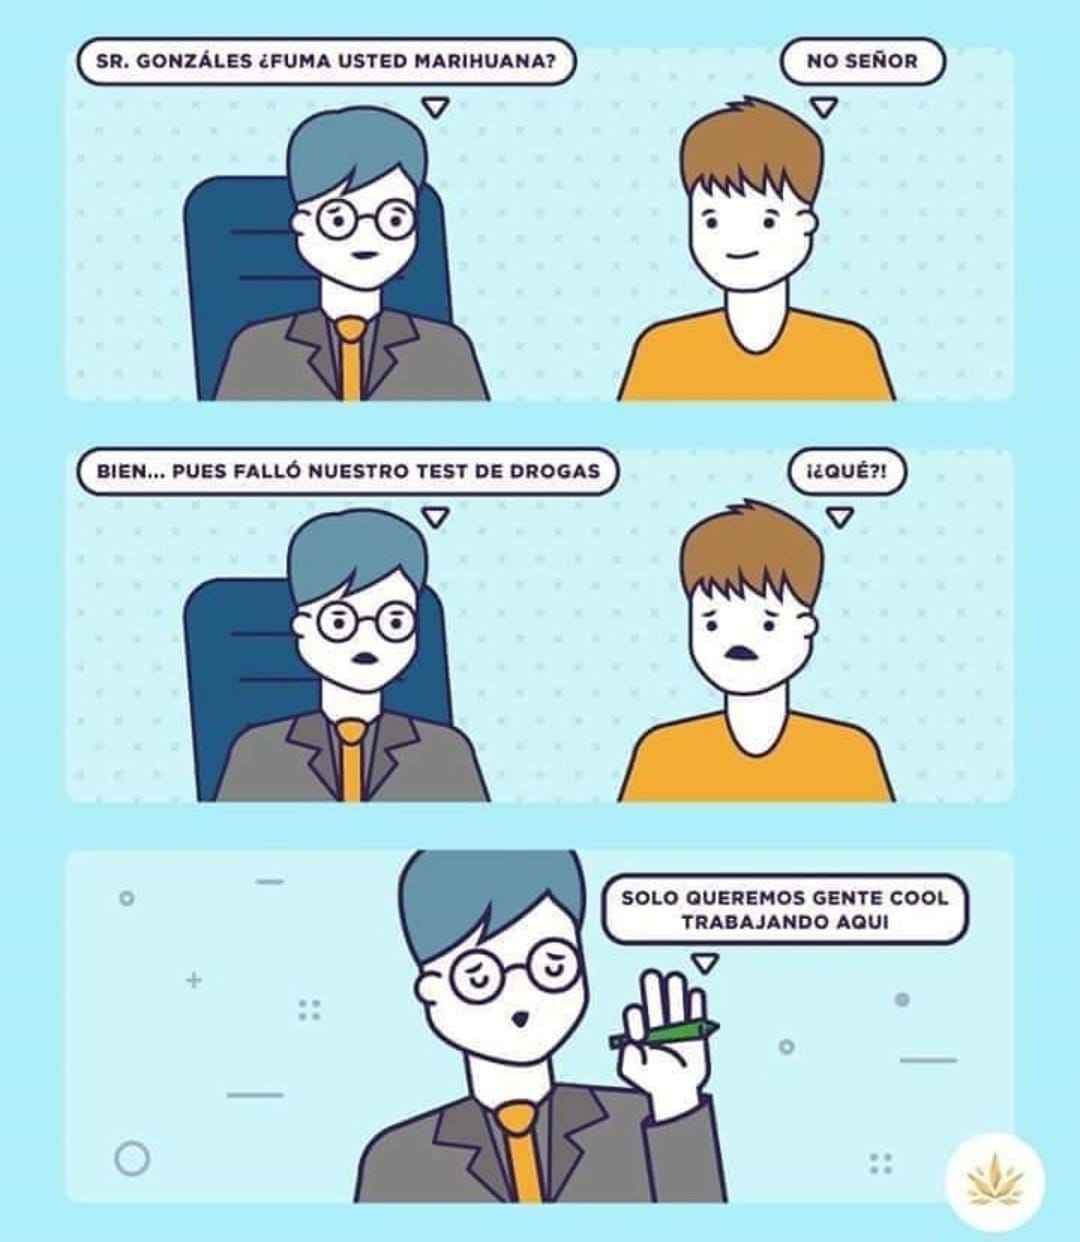 SR. GONZÁLES ¿FUMA USTED MARIHUANA?
NO SEÑOR
BIEN... PUES FALLÓ NUESTRO TEST DE DROGAS
¡¿QUÉ?!
SOLO QUEREMOS GENTE COOL
TRABAJANDO AQUI